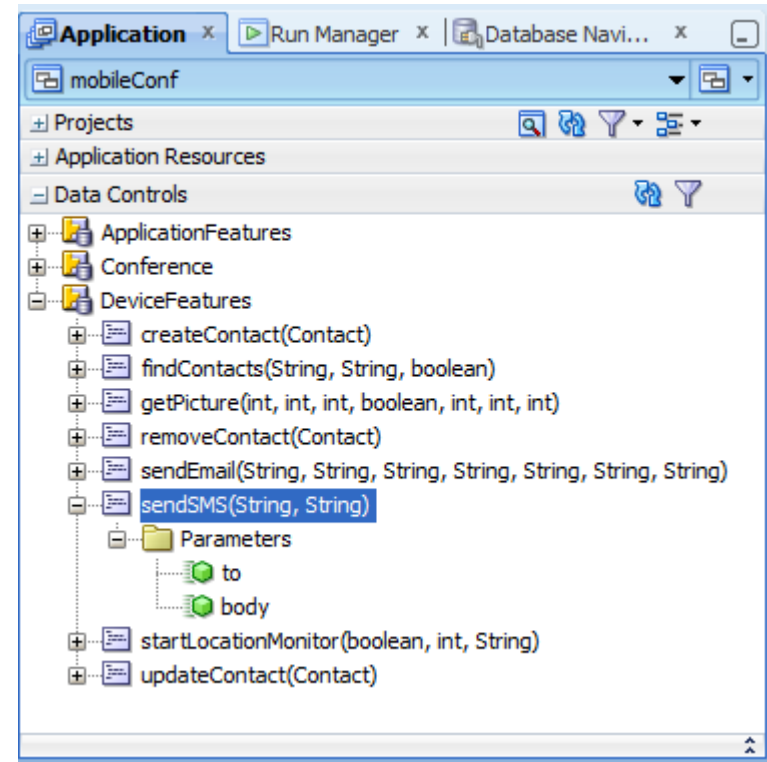 Application x Run Manager x Database Navi... x
mobileConf
Projects
Application Resources
Data Controls
ApplicationFeatures
Conference
DeviceFeatures
createContact(Contact)
findContacts(String, String, boolean)
getPicture(int, int, int, boolean, int, int, int)
removeContact(Contact)
sendEmail(String, String, String, String, String, String, String)
sendSMS(String, String)
Parameters
to
body
startLocationMonitor(boolean, int, String)
updateContact(Contact)